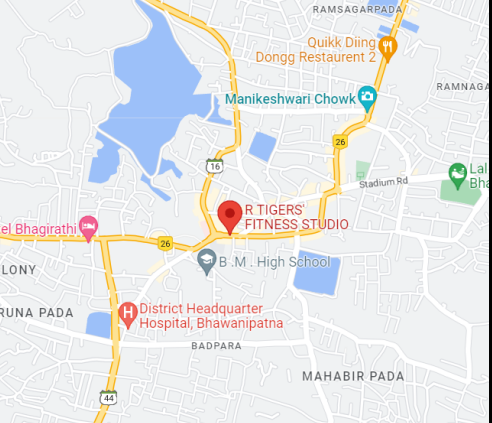 RAMSAGARPADA
Quikk Diing
Dongg Restaurent 2
Manikeshwari Chowk
RAMNAGA
26
16
Lal
Bha
Stadium Rd
R TIGERS'
FITNESS STUDIO
el Bhagirathi
26
B .M . High School
LONY
District Headquarter
Hospital, Bhawanipatna
RUNA PADA
BADPARA
MAHABIR PADA
44